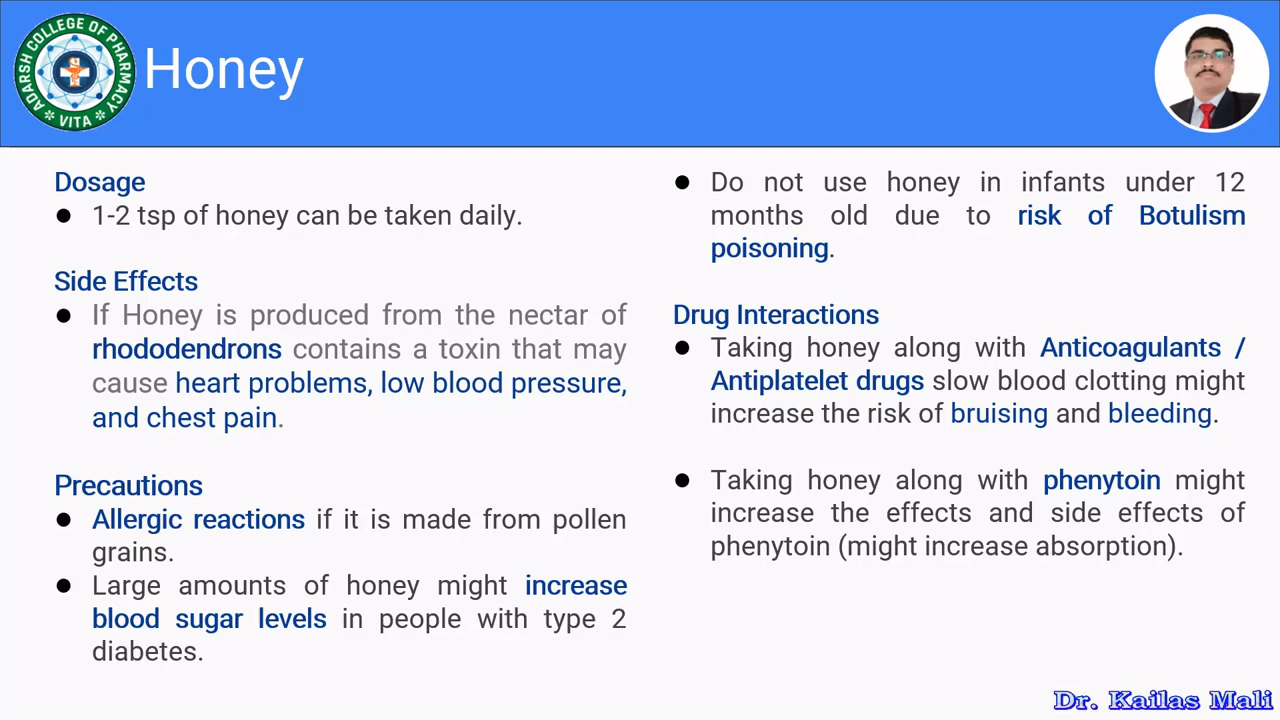 ADARSH COLLEGE OF PHARMACY
VITA
Honey
Dosage
● 1-2 tsp of honey can be taken daily.
Side Effects
● If Honey is produced from the nectar of
rhododendrons contains a toxin that may
cause heart problems, low blood pressure,
and chest pain.
Precautions
● Allergic reactions if it is made from pollen
grains.
● Large amounts of honey might increase
blood sugar levels in people with type 2
diabetes.
● Do not use honey in infants under 12
months old due to risk of Botulism
poisoning.
Drug Interactions
● Taking honey along with Anticoagulants /
Antiplatelet drugs slow blood clotting might
increase the risk of bruising and bleeding.
● Taking honey along with phenytoin might
increase the effects and side effects of
phenytoin (might increase absorption).
Dr. Kailas Mali